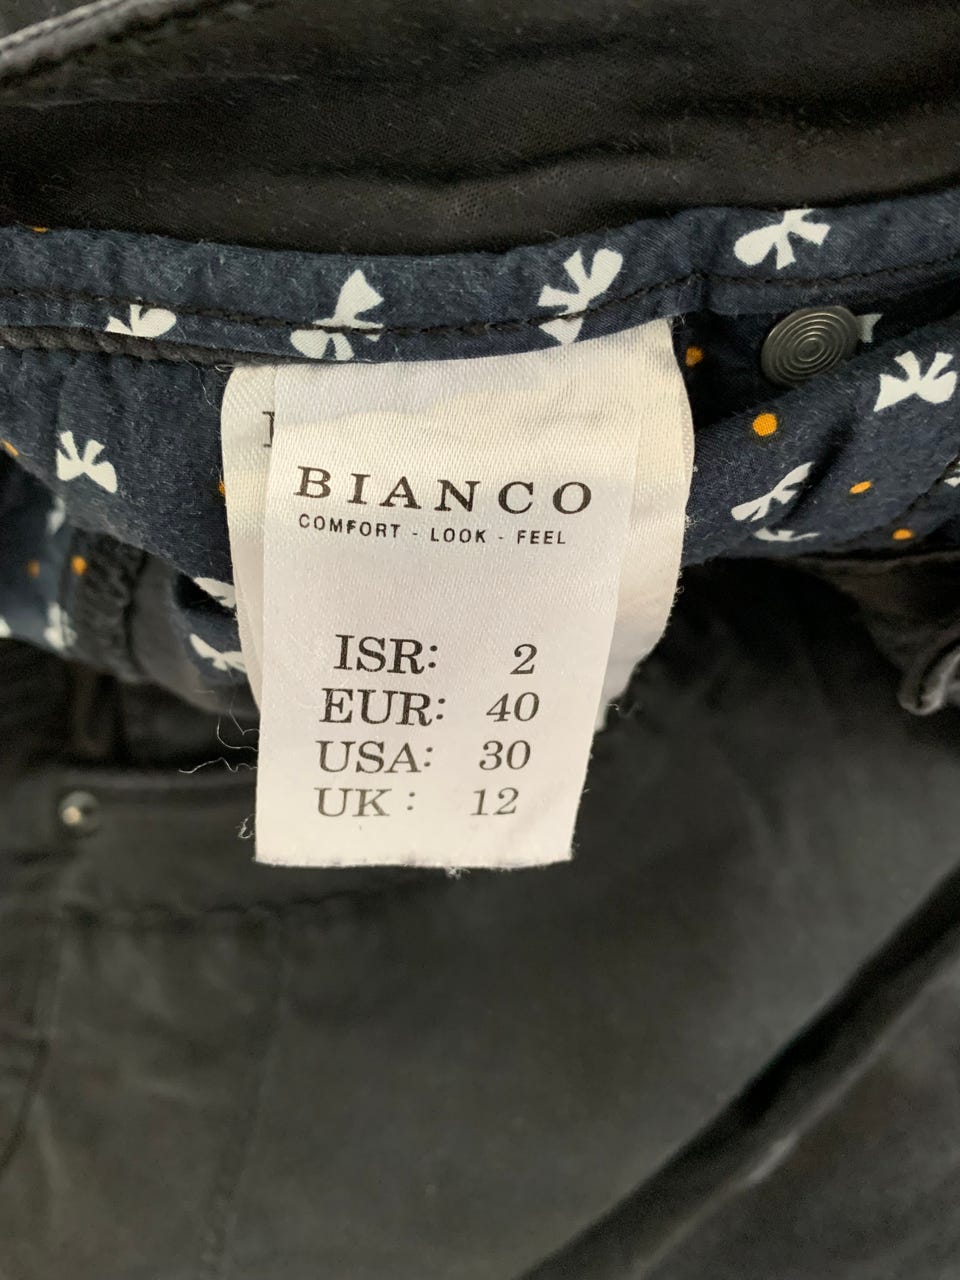 BIANCO
COMFORT - LOOK - FEEL
ISR: 2
EUR: 40
USA: 30
UK : 12